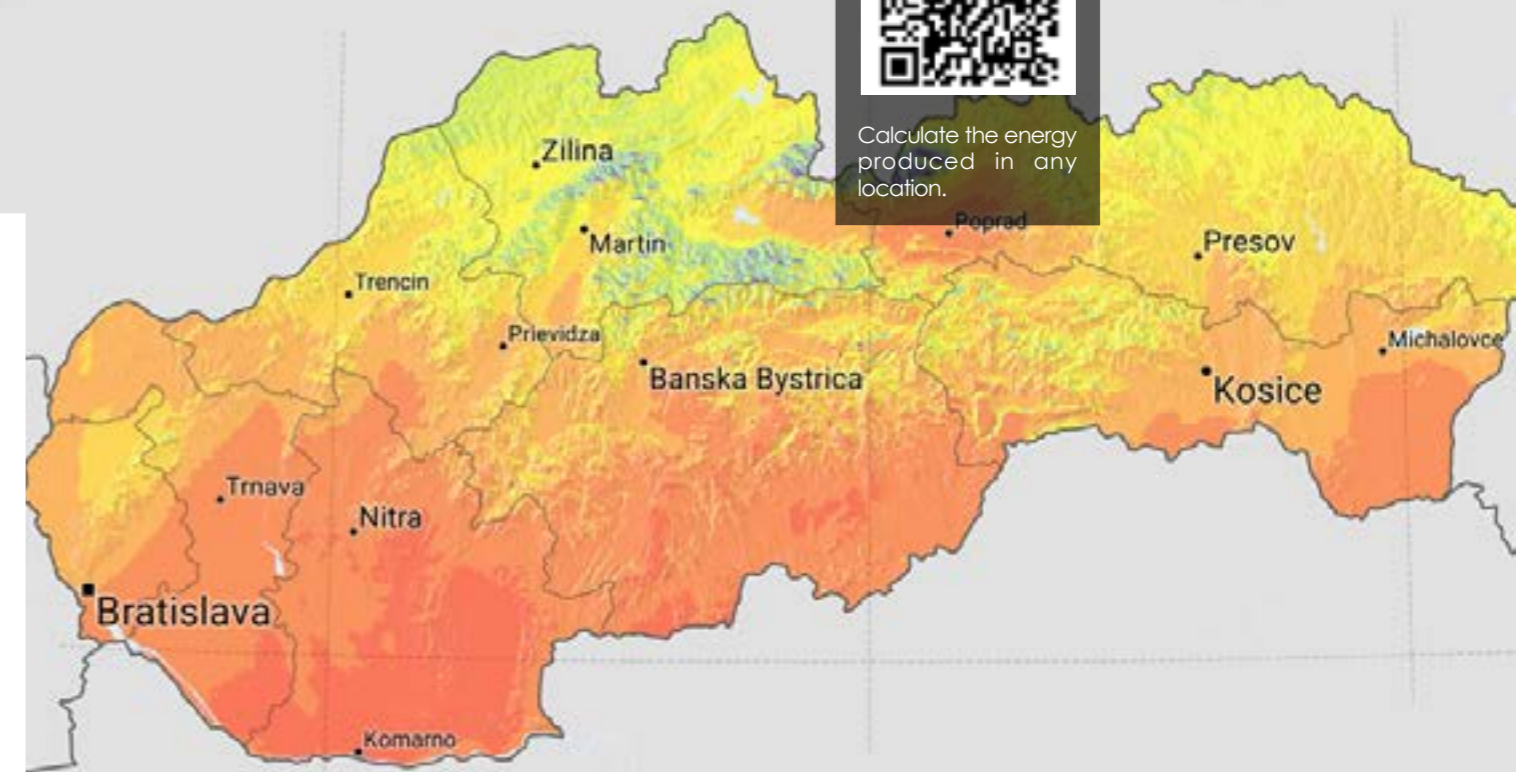 Calculate the energy
produced in any
location.
Zilina
Poprad
Martin
Presov
Trencin
Prievidza
Michalovce
Banska Bystrica
Kosice
Trnava
Nitra
Bratislava
Komarno